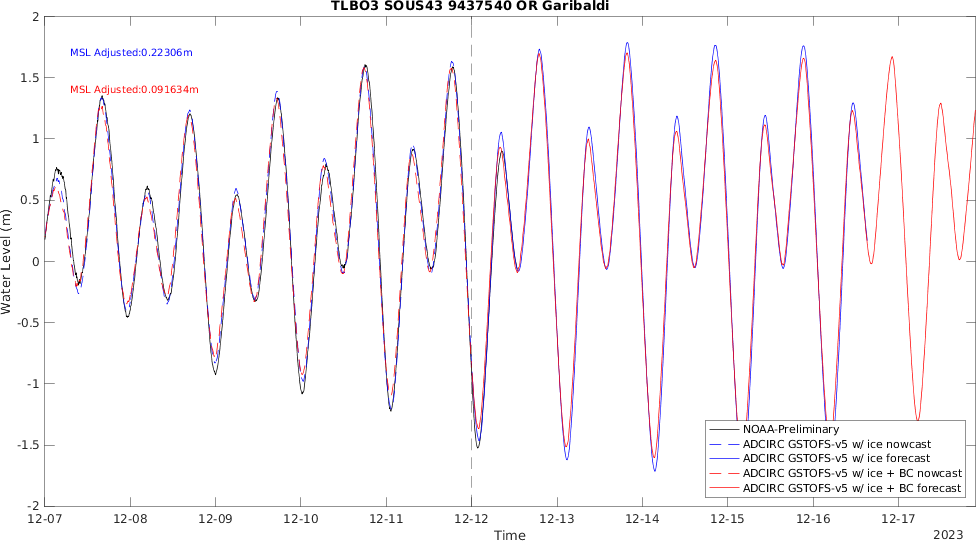 TLBO3 SOUS43 9437540 OR Garibaldi
MSL Adjusted:0.22306m
MSL Adjusted:0.091634m
Water Level (m)
2
1.5
1
0.5
0
-0.5
-1
-1.5
-2
NOAA-Preliminary
ADCIRC GSTOFS-v5 w/ ice nowcast
ADCIRC GSTOFS-v5 w/ ice forecast
ADCIRC GSTOFS-v5 w/ ice + BC nowcast
ADCIRC GSTOFS-v5 w/ ice + BC forecast
12-07 12-08 12-09 12-10 12-11 12-12 12-13 12-14 12-15 12-16 12-17
Time
2023